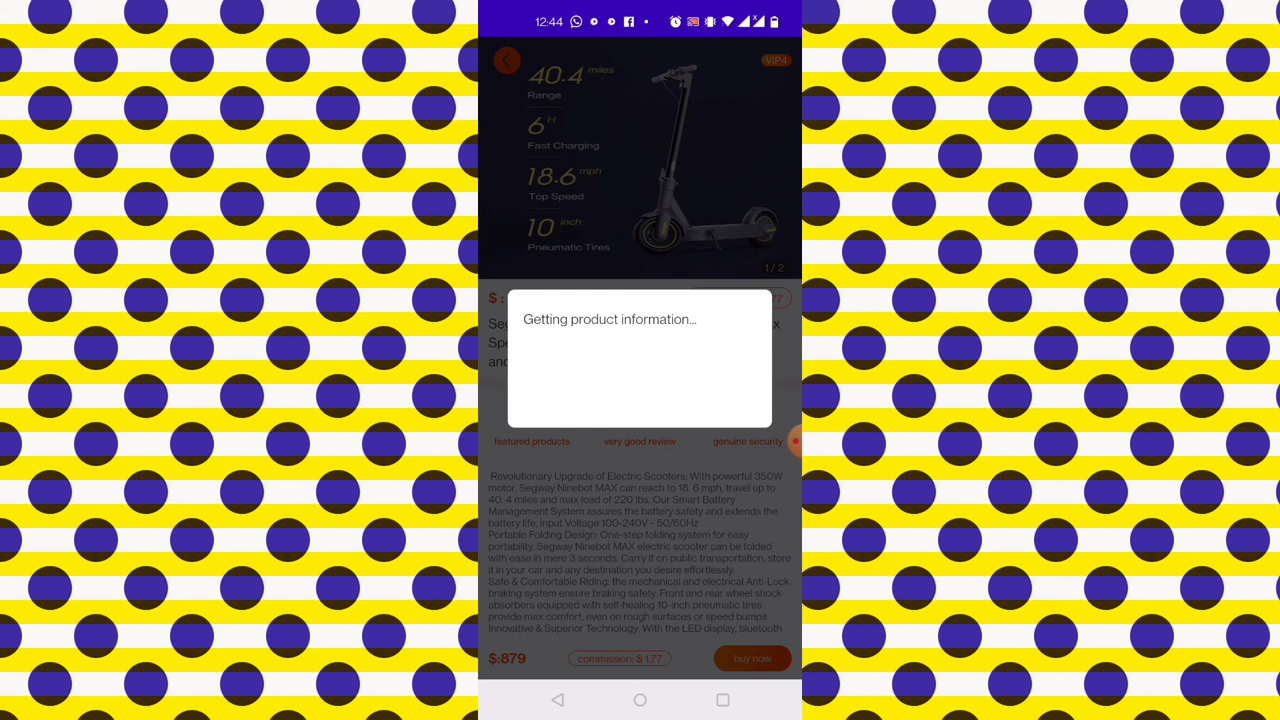 12:44
VIP4
40.4 miles
Range
6H
Fast Charging
18.6 mph
Top Speed
10 inch
Pneumatic Tires
1 / 2
$ :
77
Getting product information...
featured products very good review genuine security
Revolutionary Upgrade of Electric Scooters: With powerful 350W
motor, Segway Ninebot MAX can reach to 18. 6 mph, travel up to
40. 4 miles and max load of 220 lbs. Our Smart Battery
Management System assures the battery safety and extends the
battery life, Input Voltage 100-240V ~ 50/60Hz
Portable Folding Design: One-step folding system for easy
portability. Segway Ninebot MAX electric scooter can be folded
with ease in mere 3 seconds. Carry it on public transportation, store
it in your car and any destination you desire effortlessly.
Safe & Comfortable Riding: the mechanical and electrical Anti-Lock
braking system ensure braking safety. Front and rear wheel shock
absorbers equipped with self-healing 10-inch pneumatic tires
provide max comfort, even on rough surfaces or speed bumps.
Innovative & Superior Technology: With the LED display, bluetooth
$:879 commission: $ 1.77 buy now